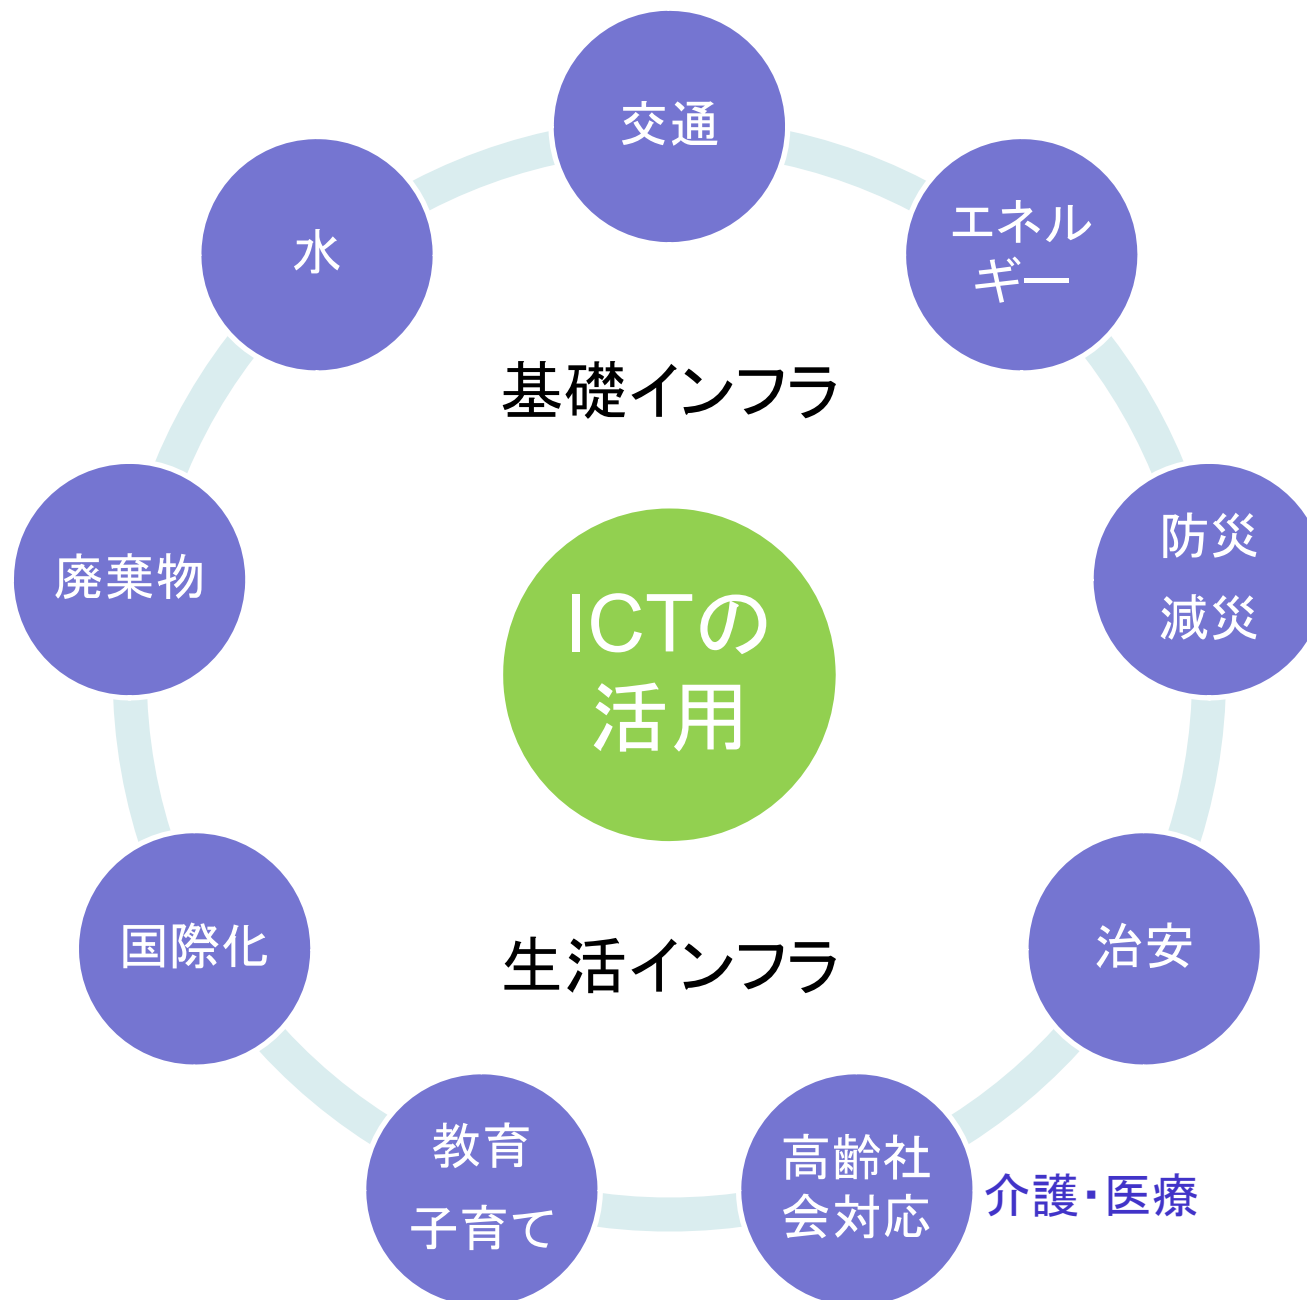 交通
エネル
ギー
水
基礎インフラ
防災
減災
廃棄物
ICTの
活用
国際化
治安
生活インフラ
教育
子育て
高齢社
会対応
介護・医療